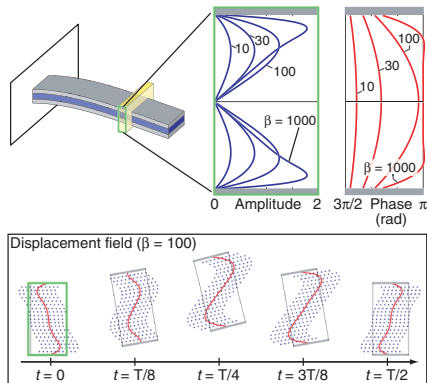 10
30
100
β = 1000
0 Amplitude 2
100
30
10
β = 1000
3π/2 Phase π
(rad)
Displacement field (β = 100)
t = 0 t = T/8 t = T/4 t = 3T/8 t = T/2